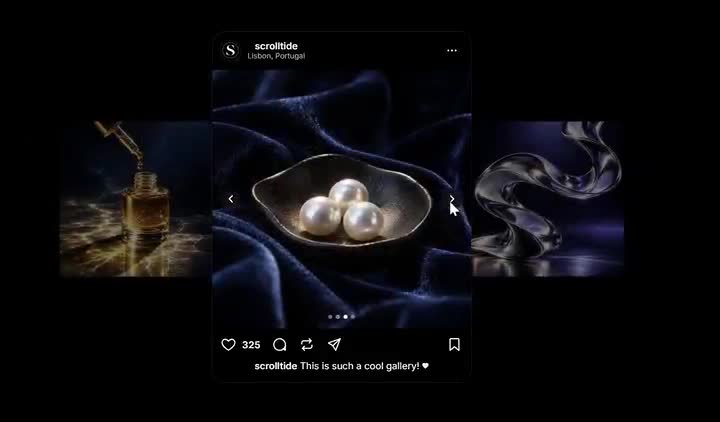 S
scrolltide
Lisbon, Portugal
325
scrolltide This is such a cool gallery! ♥